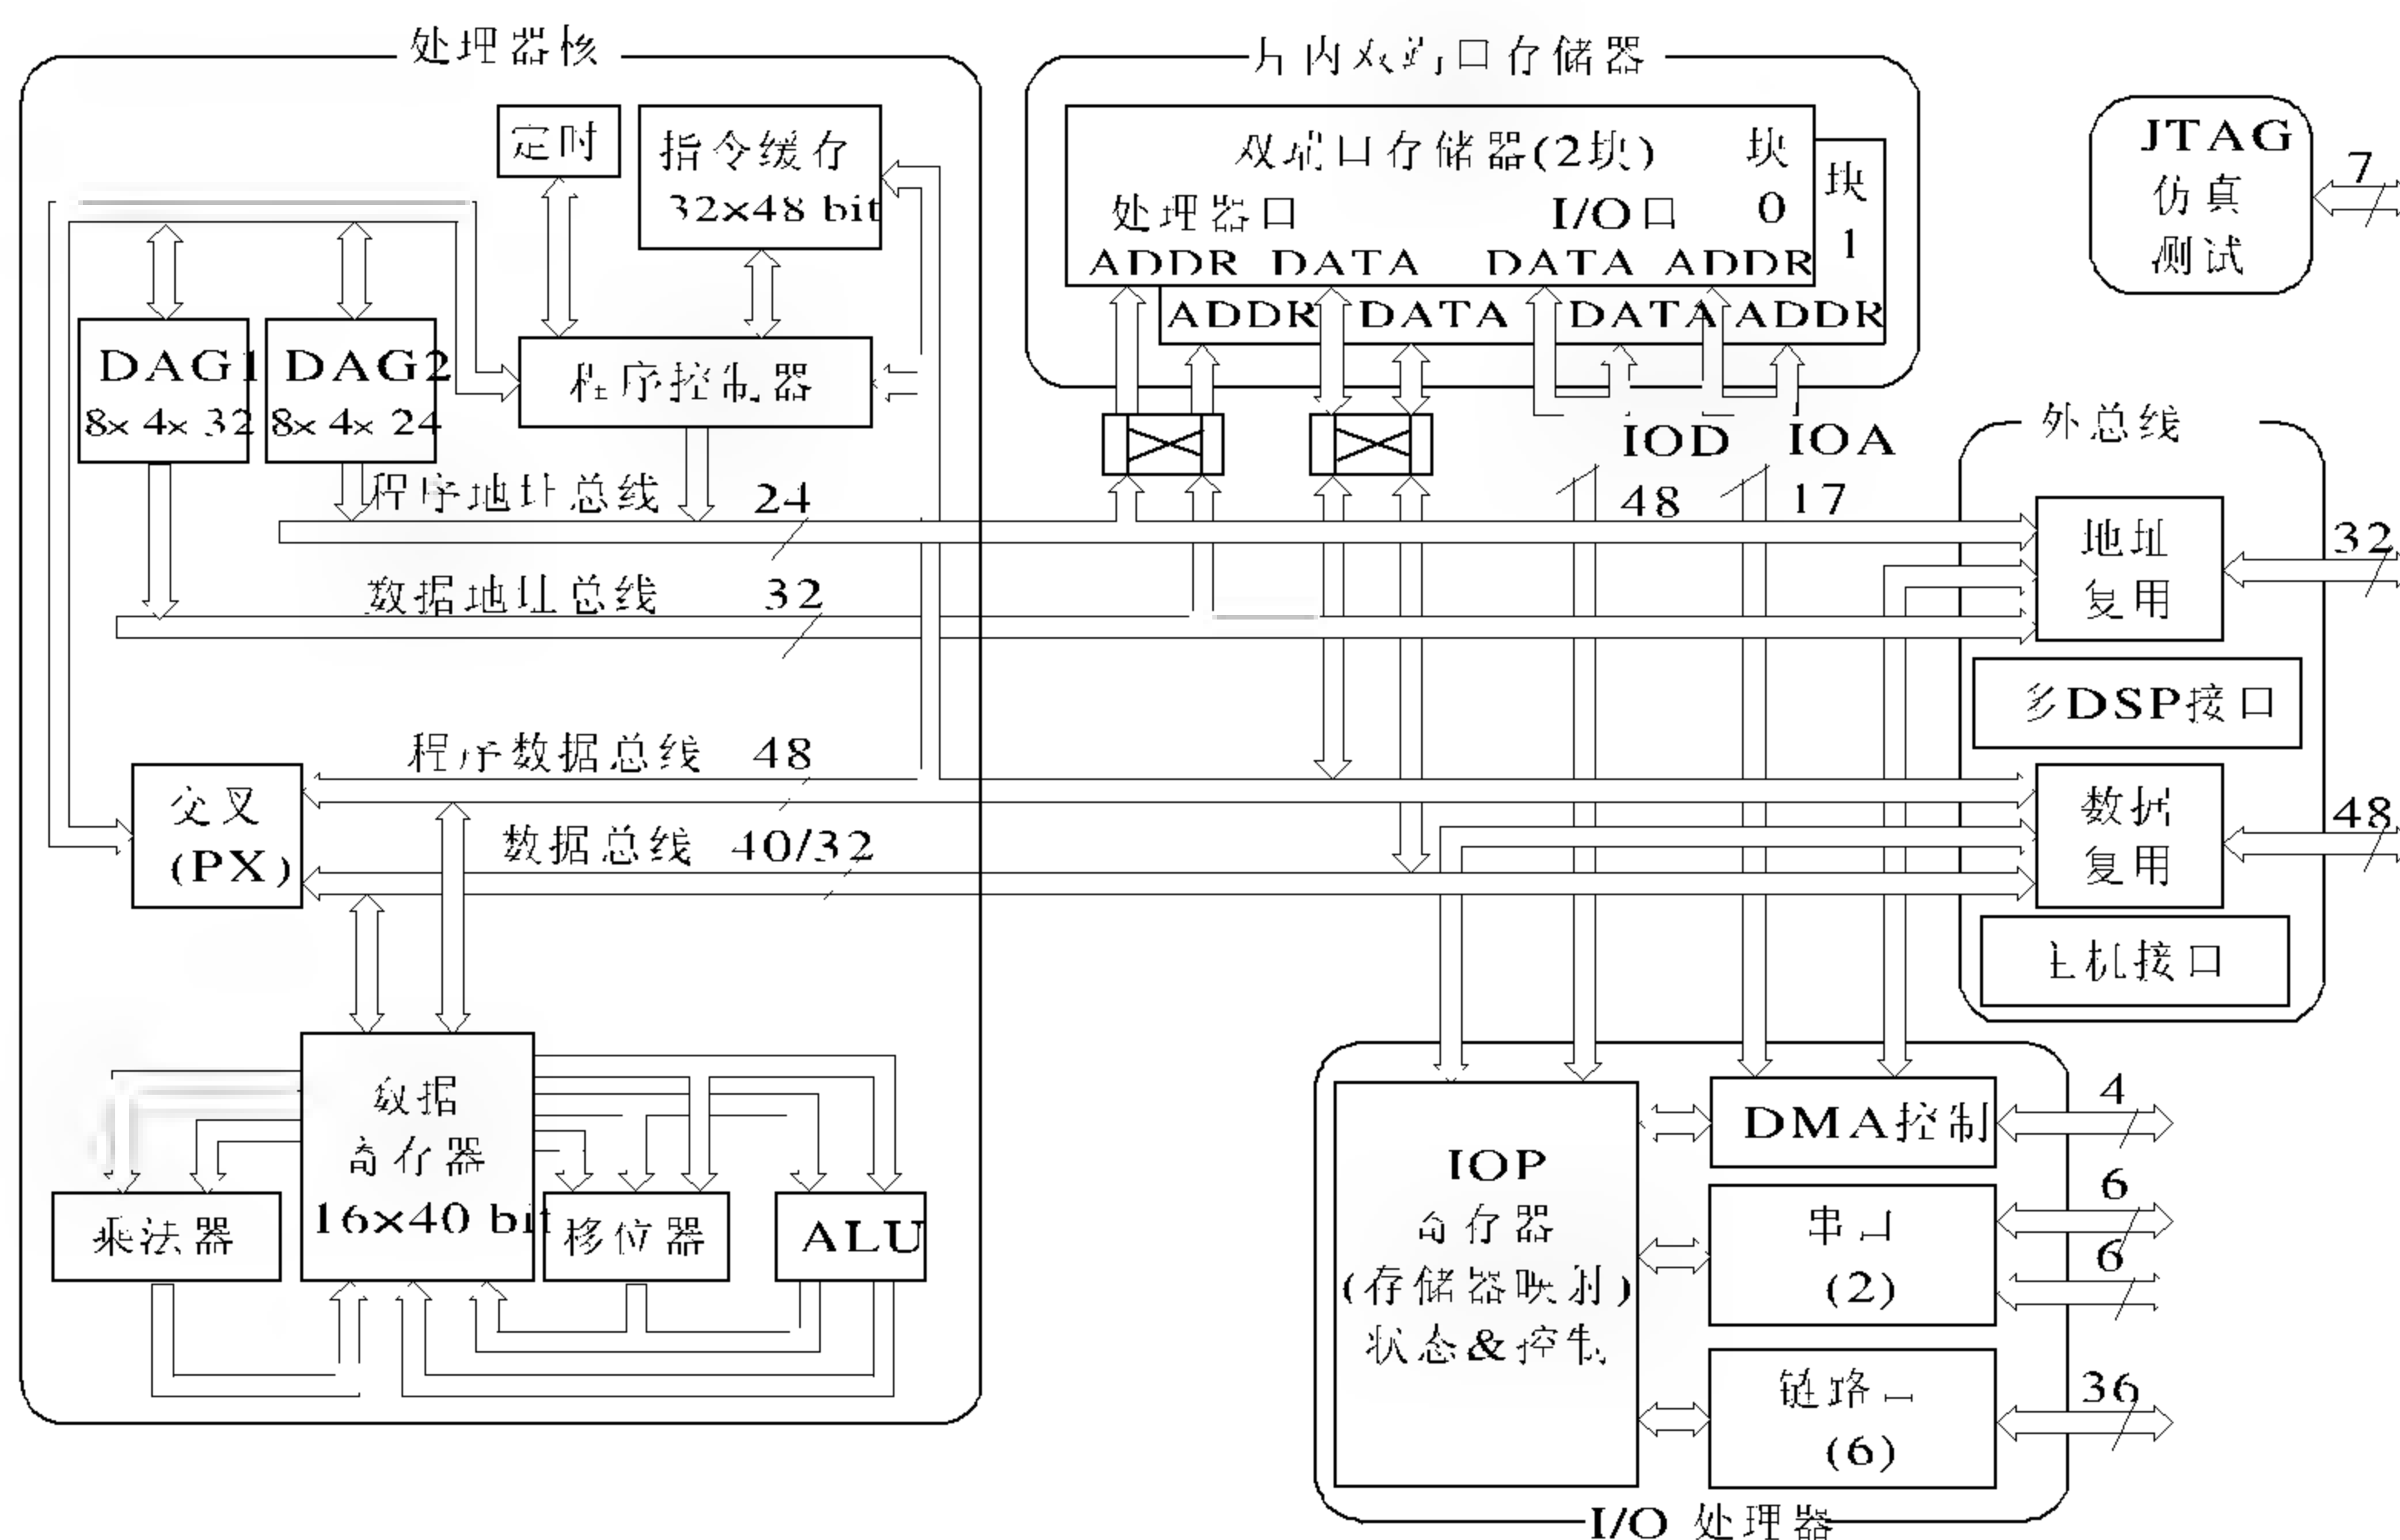 处理器核
定时
指令缓存
32×48 bit
DAG1
8×4×32
DAG2
8×4×24
程序控制器
程序地址总线 24
数据地址总线 32
程序数据总线 48
数据总线 40/32
交叉
(PX)
数据
寄存器
16×40 bit
乘法器
移位器
ALU
片内双端口存储器
双端口存储器(2块)
块
0
块
1
处理器口
I/O口
ADDR DATA DATA ADDR
ADDR DATA DATA ADDR
IOD IOA
48 17
JTAG
仿真
测试
7
外总线
地址
复用
32
多DSP接口
数据
复用
48
主机接口
IOP
寄存器
(存储器映射)
状态&控制
DMA控制
4
串口
(2)
6
6
链路口
(6)
36
I/O 处理器